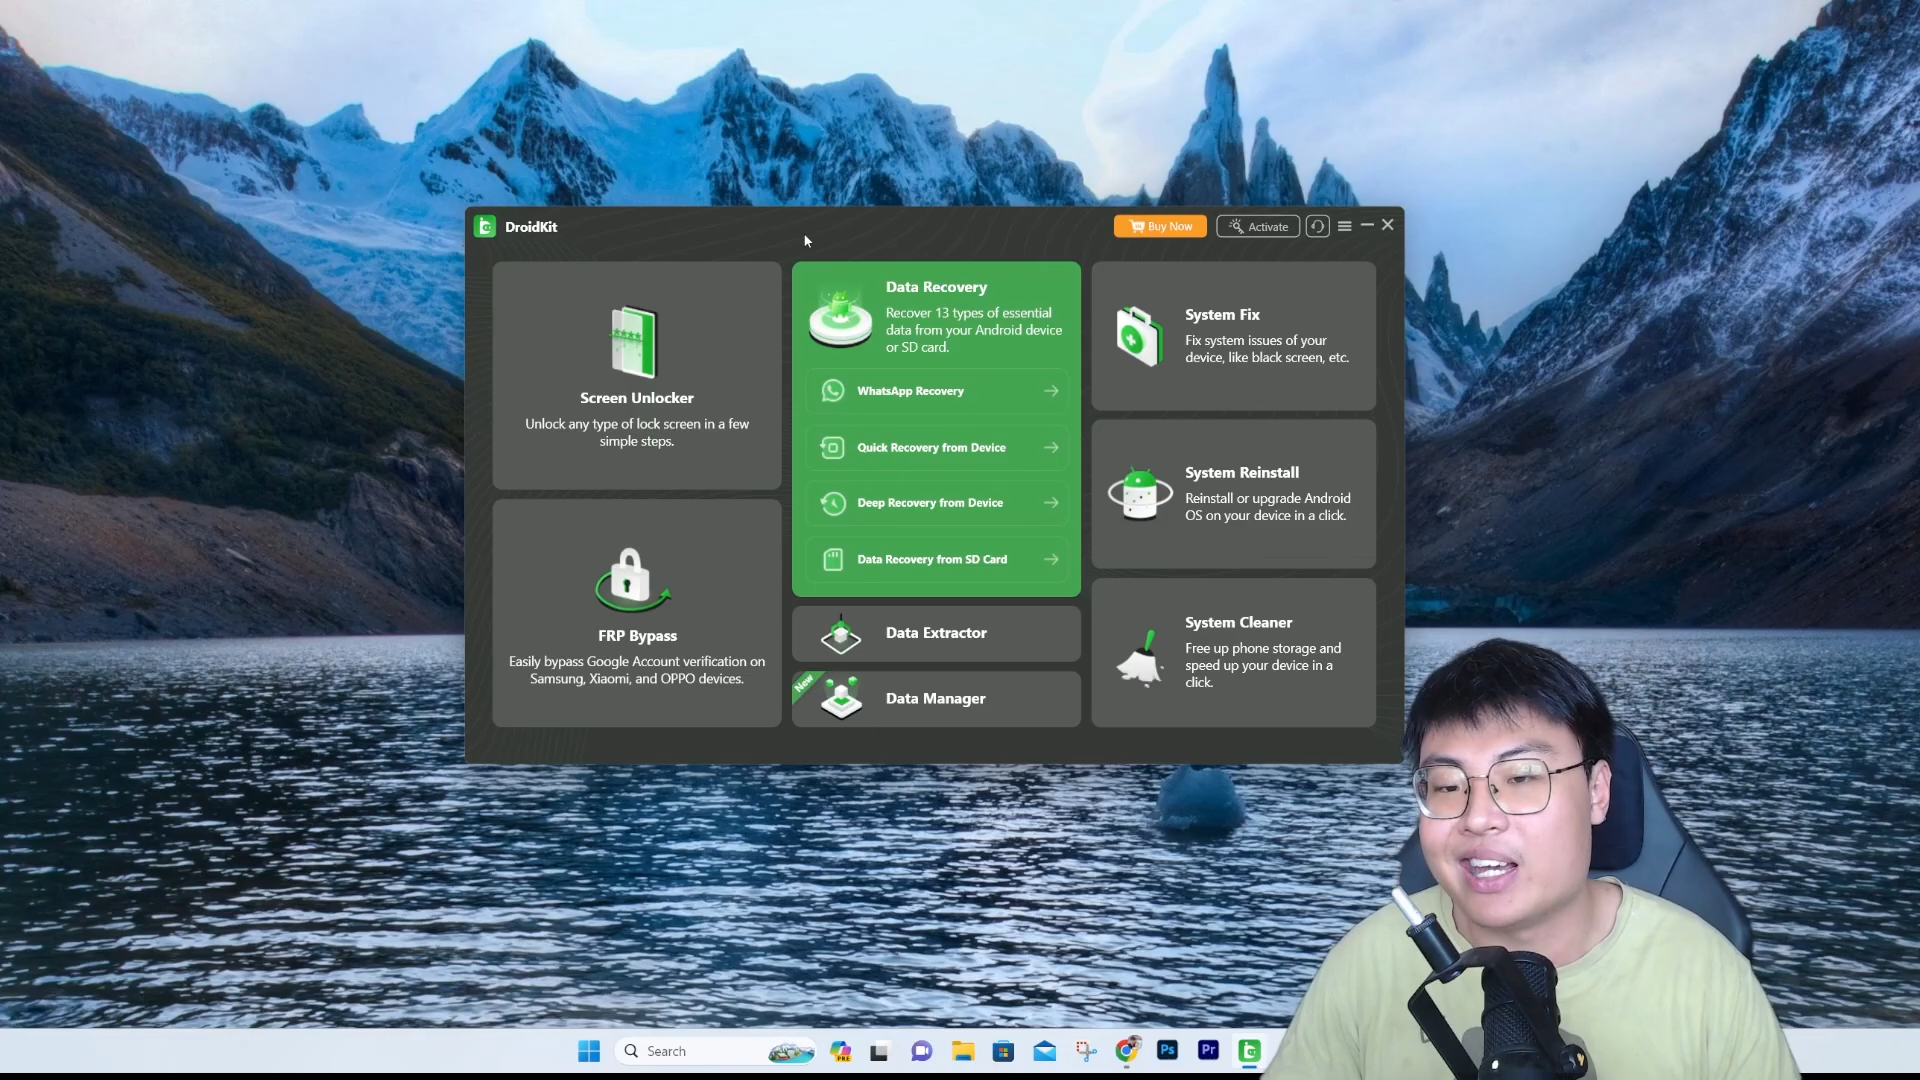 DroidKit
Buy Now
Activate
Screen Unlocker
Unlock any type of lock screen in a few
simple steps.
FRP Bypass
Easily bypass Google Account verification on
Samsung, Xiaomi, and OPPO devices.
Data Recovery
Recover 13 types of essential
data from your Android device
or SD card.
WhatsApp Recovery
Quick Recovery from Device
Deep Recovery from Device
Data Recovery from SD Card
Data Extractor
New
Data Manager
System Fix
Fix system issues of your
device, like black screen, etc.
System Reinstall
Reinstall or upgrade Android
OS on your device in a click.
System Cleaner
Free up phone storage and
speed up your device in a
click.
Search
PRE
Ps
Pr